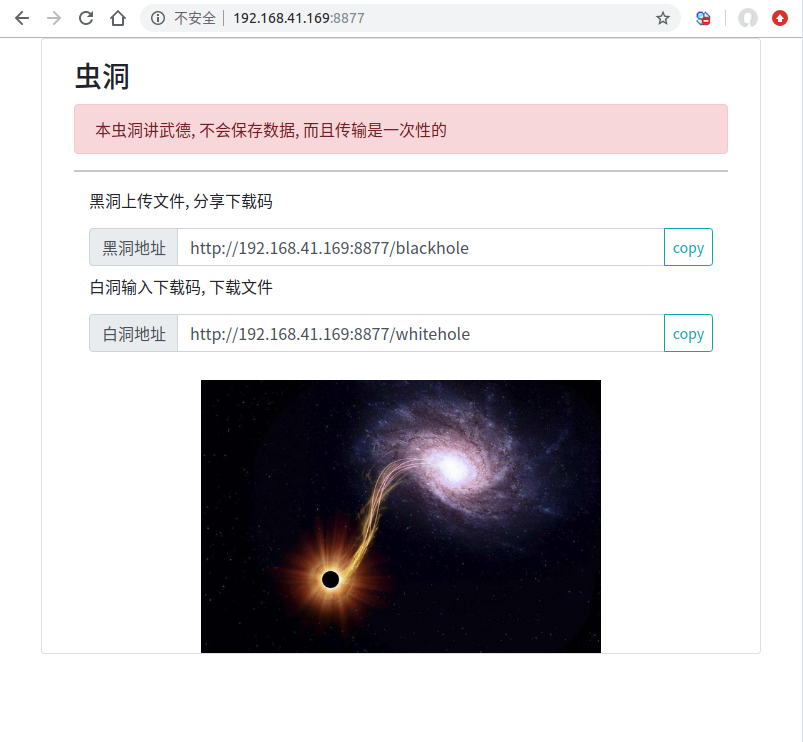 不安全 192.168.41.169:8877
虫洞
本虫洞讲武德, 不会保存数据, 而且传输是一次性的
黑洞上传文件, 分享下载码
黑洞地址 http://192.168.41.169:8877/blackhole copy
白洞输入下载码, 下载文件
白洞地址 http://192.168.41.169:8877/whitehole copy